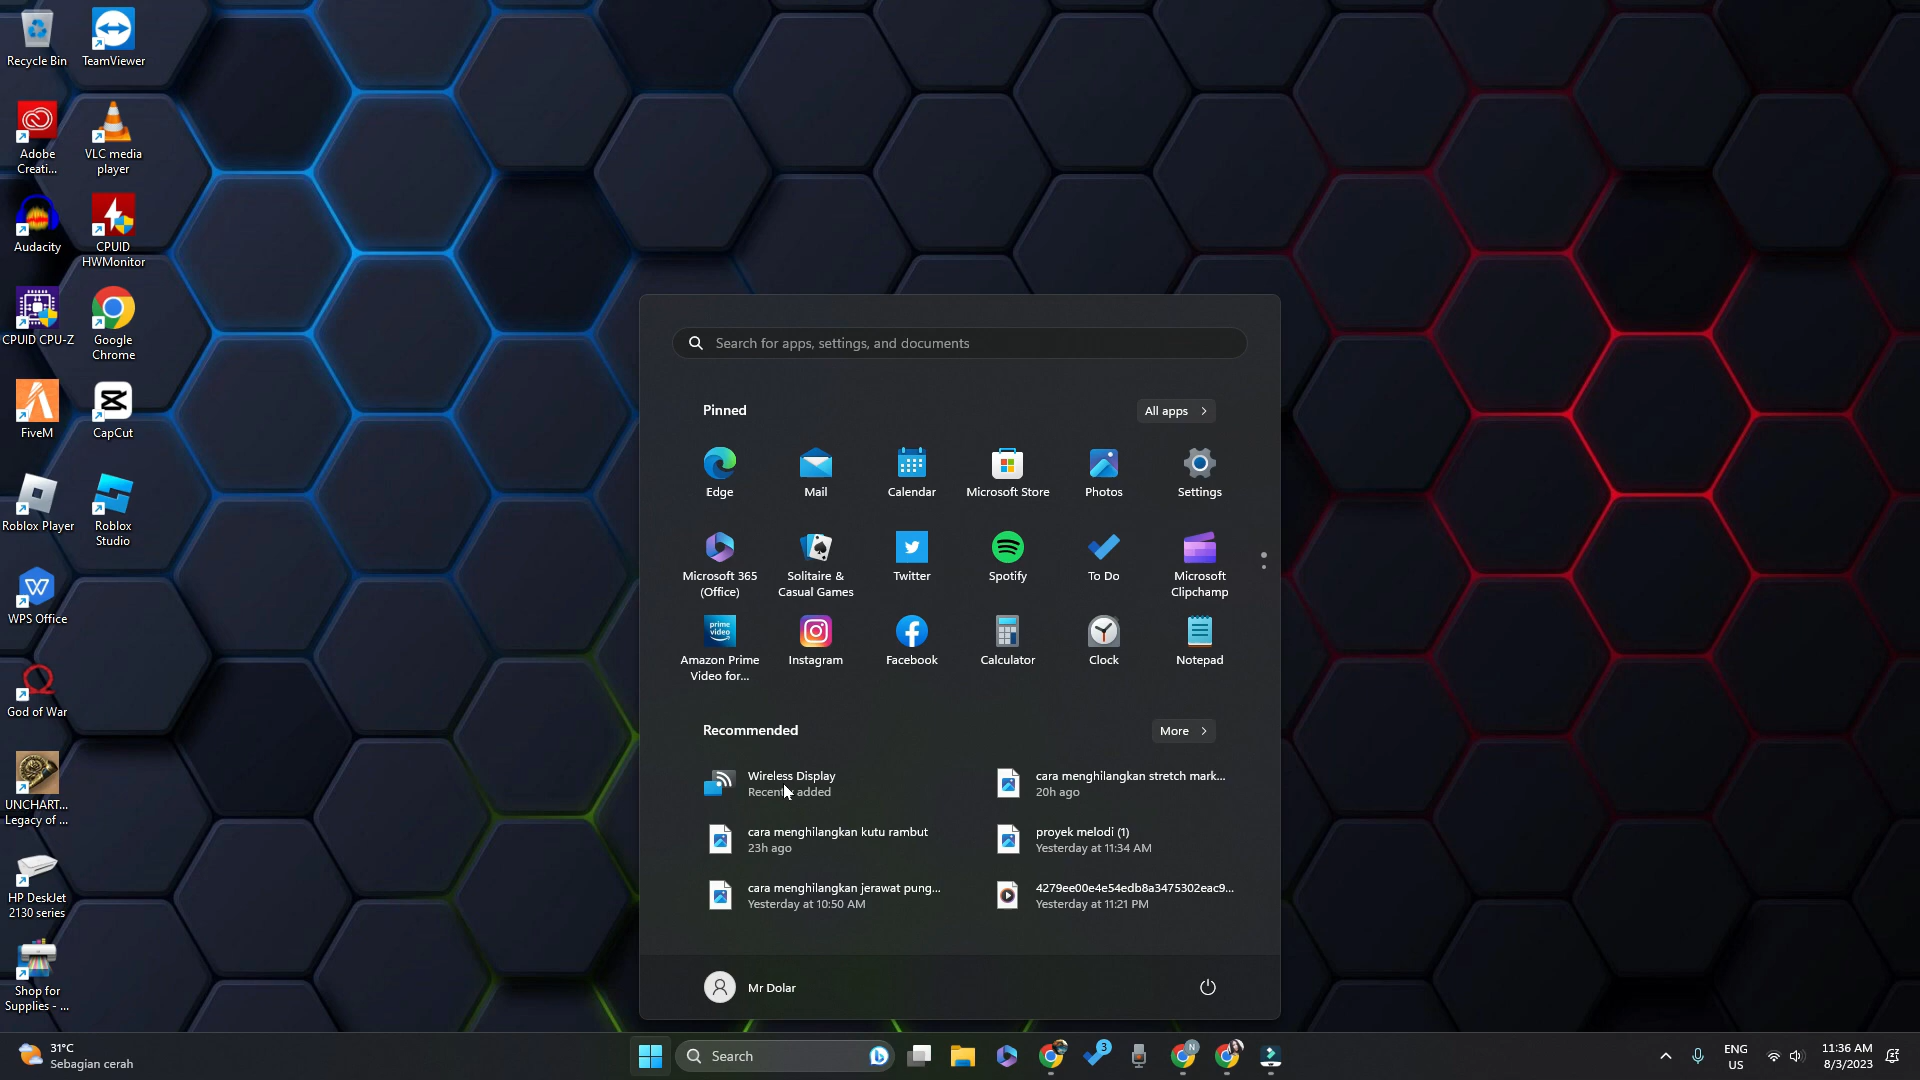 Recycle Bin
TeamViewer
Adobe
Creati...
VLC media
player
Audacity
CPUID
HWMonitor
CPUID CPU-Z
Google
Chrome
FiveM
CapCut
Roblox Player
Roblox
Studio
WPS Office
God of War
UNCHART...
Legacy of ...
HP DeskJet
2130 series
Shop for
Supplies - ...
Search for apps, settings, and documents
Pinned
All apps
Edge
Mail
Calendar
Microsoft Store
Photos
Settings
Microsoft 365
(Office)
Solitaire &
Casual Games
Twitter
Spotify
To Do
Microsoft
Clipchamp
prime
video
Amazon Prime
Video for...
Instagram
Facebook
Calculator
Clock
Notepad
Recommended
More
Wireless Display
Recently added
cara menghilangkan stretch mark...
20h ago
cara menghilangkan kutu rambut
23h ago
proyek melodi (1)
Yesterday at 11:34 AM
cara menghilangkan jerawat pung...
Yesterday at 10:50 AM
4279ee00e4e54edb8a3475302eac9...
Yesterday at 11:21 PM
Mr Dolar
31°C
Sebagian cerah
Search
3
N
ENG
US
11:36 AM
8/3/2023